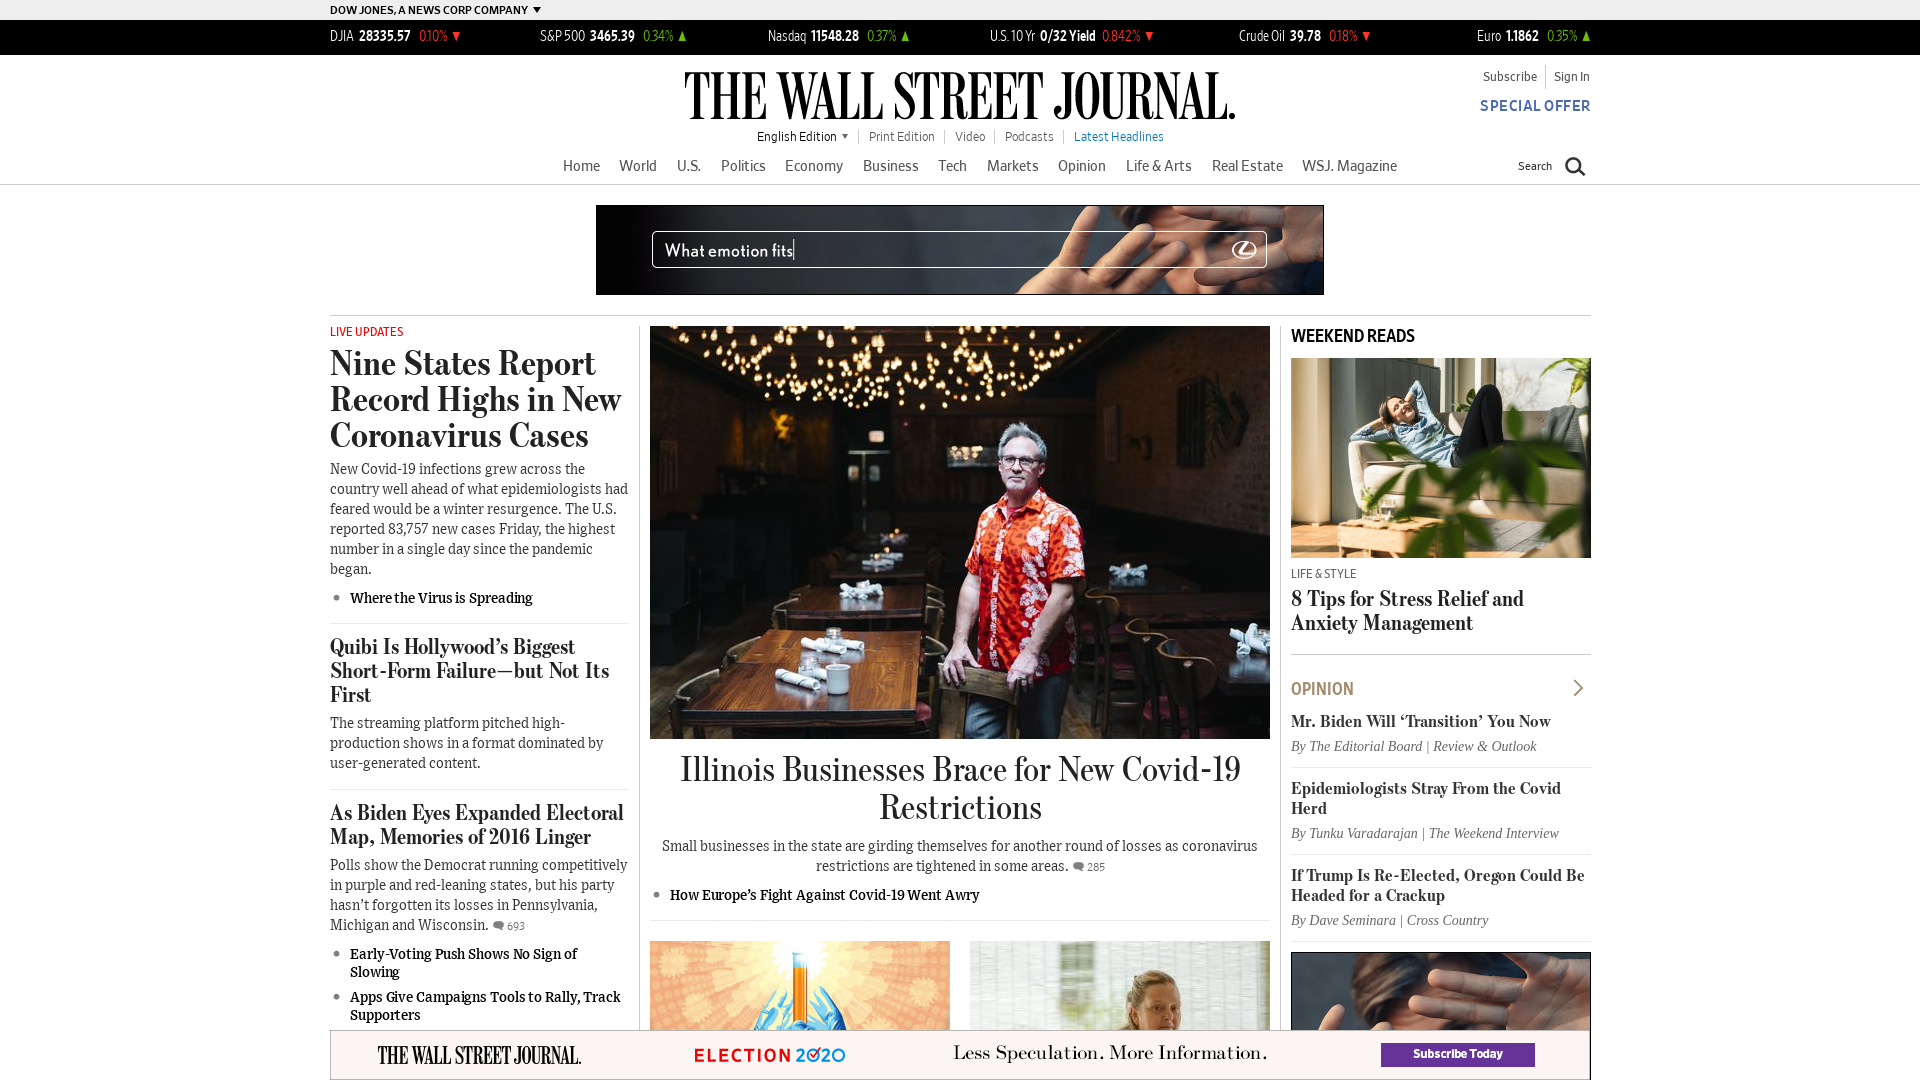 DOW JONES, A NEWS CORP COMPANY
DJIA 28335.57 0.10% S&P 500 3465.39 0.34% Nasdaq 11548.28 0.37% U.S. 10 Yr 0/32 Yield 0.842% Crude Oil 39.78 0.18% Euro 1.1862 0.35%
THE WALL STREET JOURNAL.
Subscribe Sign In
SPECIAL OFFER
English Edition Print Edition Video Podcasts Latest Headlines
Home World U.S. Politics Economy Business Tech Markets Opinion Life & Arts Real Estate WSJ. Magazine Search
What emotion fits
LIVE UPDATES
Nine States Report
Record Highs in New
Coronavirus Cases
New Covid-19 infections grew across the
country well ahead of what epidemiologists had
feared would be a winter resurgence. The U.S.
reported 83,757 new cases Friday, the highest
number in a single day since the pandemic
began.
Where the Virus is Spreading
Quibi Is Hollywood’s Biggest
Short-Form Failure—but Not Its
First
The streaming platform pitched high-
production shows in a format dominated by
user-generated content.
As Biden Eyes Expanded Electoral
Map, Memories of 2016 Linger
Polls show the Democrat running competitively
in purple and red-leaning states, but his party
hasn’t forgotten its losses in Pennsylvania,
Michigan and Wisconsin. 693
Early-Voting Push Shows No Sign of
Slowing
Apps Give Campaigns Tools to Rally, Track
Supporters
Illinois Businesses Brace for New Covid-19
Restrictions
Small businesses in the state are girding themselves for another round of losses as coronavirus
restrictions are tightened in some areas. 285
How Europe’s Fight Against Covid-19 Went Awry
WEEKEND READS
LIFE & STYLE
8 Tips for Stress Relief and
Anxiety Management
OPINION
Mr. Biden Will ‘Transition’ You Now
By The Editorial Board | Review & Outlook
Epidemiologists Stray From the Covid
Herd
By Tunku Varadarajan | The Weekend Interview
If Trump Is Re-Elected, Oregon Could Be
Headed for a Crackup
By Dave Seminara | Cross Country
THE WALL STREET JOURNAL. ELECTION 2020 Less Speculation. More Information. Subscribe Today